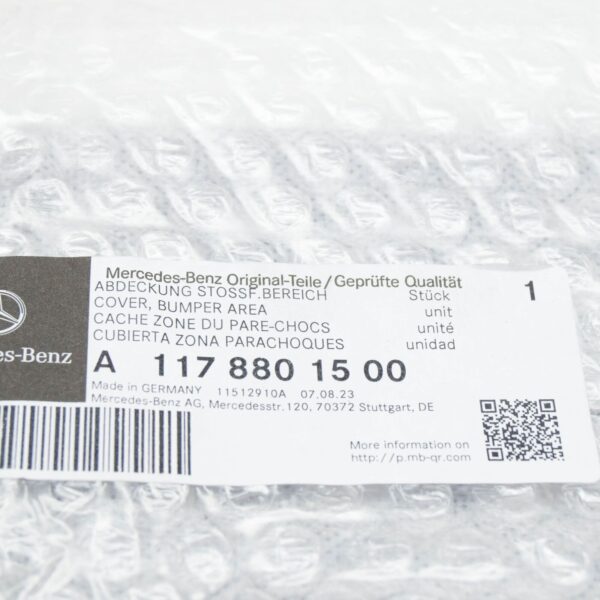 Mercedes-Benz Original-Teile/Geprüfte Qualität
ABDECKUNG STOSSF.BEREICH Stück 1
COVER, BUMPER AREA unit
CACHE ZONE DU PARE-CHOCS unité
CUBIERTA ZONA PARACHOQUES unidad
es-Benz
A 117 880 15 00
Made in GERMANY 11512910A 07.08.23
Mercedes-Benz AG, Mercedesstr.120, 70372 Stuttgart, DE
More information on
http://p.mb-qr.com